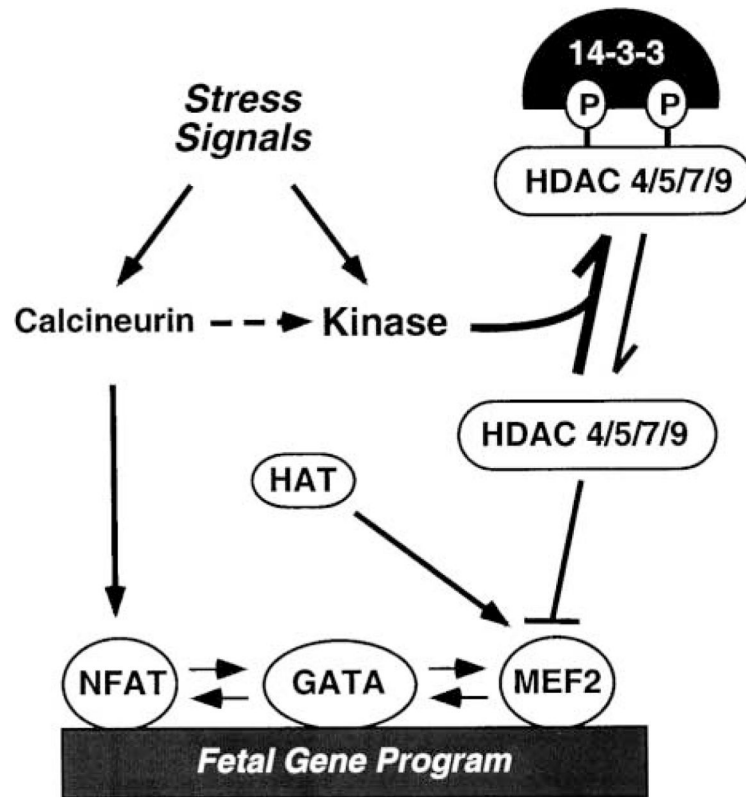 14-3-3
P P
HDAC 4/5/7/9
Stress
Signals
Calcineurin
Kinase
HDAC 4/5/7/9
HAT
NFAT
GATA
MEF2
Fetal Gene Program